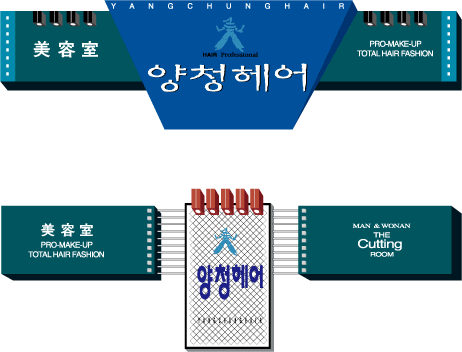 YANGCHUNGHAIR
美容室
HAIR Professional
양청헤어
PRO-MAKE-UP
TOTAL HAIR FASHION
美容室
PRO-MAKE-UP
TOTAL HAIR FASHION
양청헤어
YANGCHUNGHAIR
MAN & WONAN
THE
Cutting
ROOM